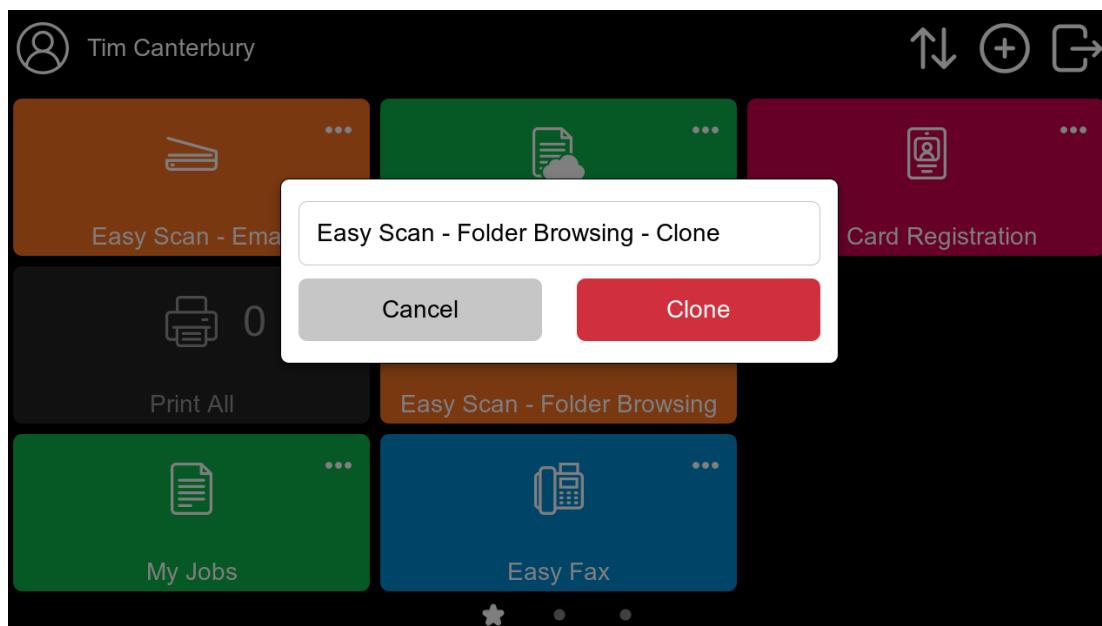 Tim Canterbury
Easy Scan - Ema
Card Registration
Easy Scan - Folder Browsing - Clone
Cancel
Clone
0
Print All
Easy Scan - Folder Browsing
My Jobs
Easy Fax